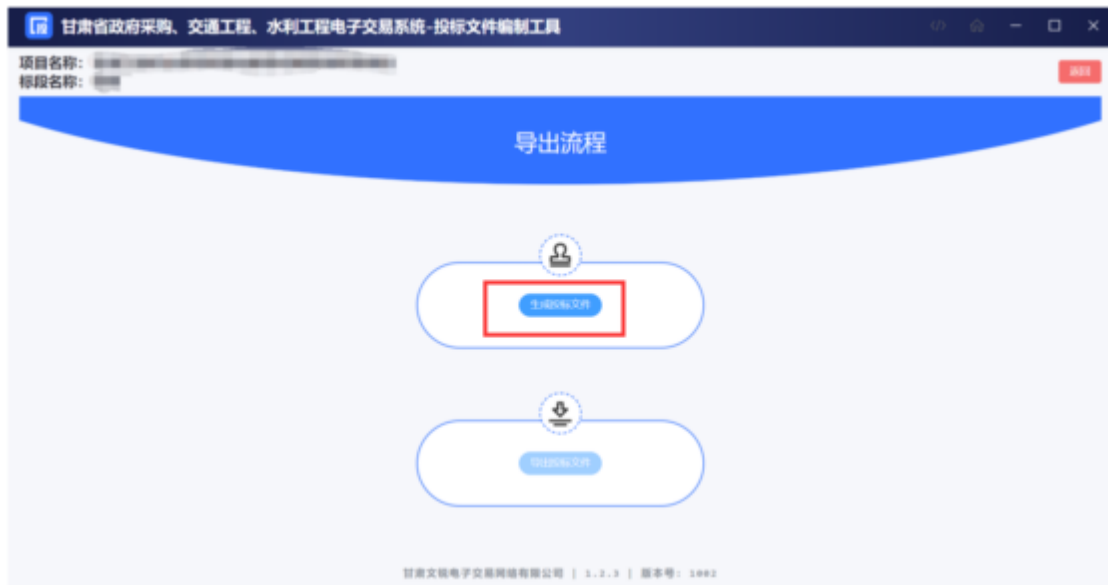 投 甘肃省政府采购、交通工程、水利工程电子交易系统-投标文件编制工具
项目名称:
标段名称:
返回
导出流程
生成投标文件
导出投标文件
甘肃文锐电子交易网络有限公司 | 1.2.3 | 版本号: 1002